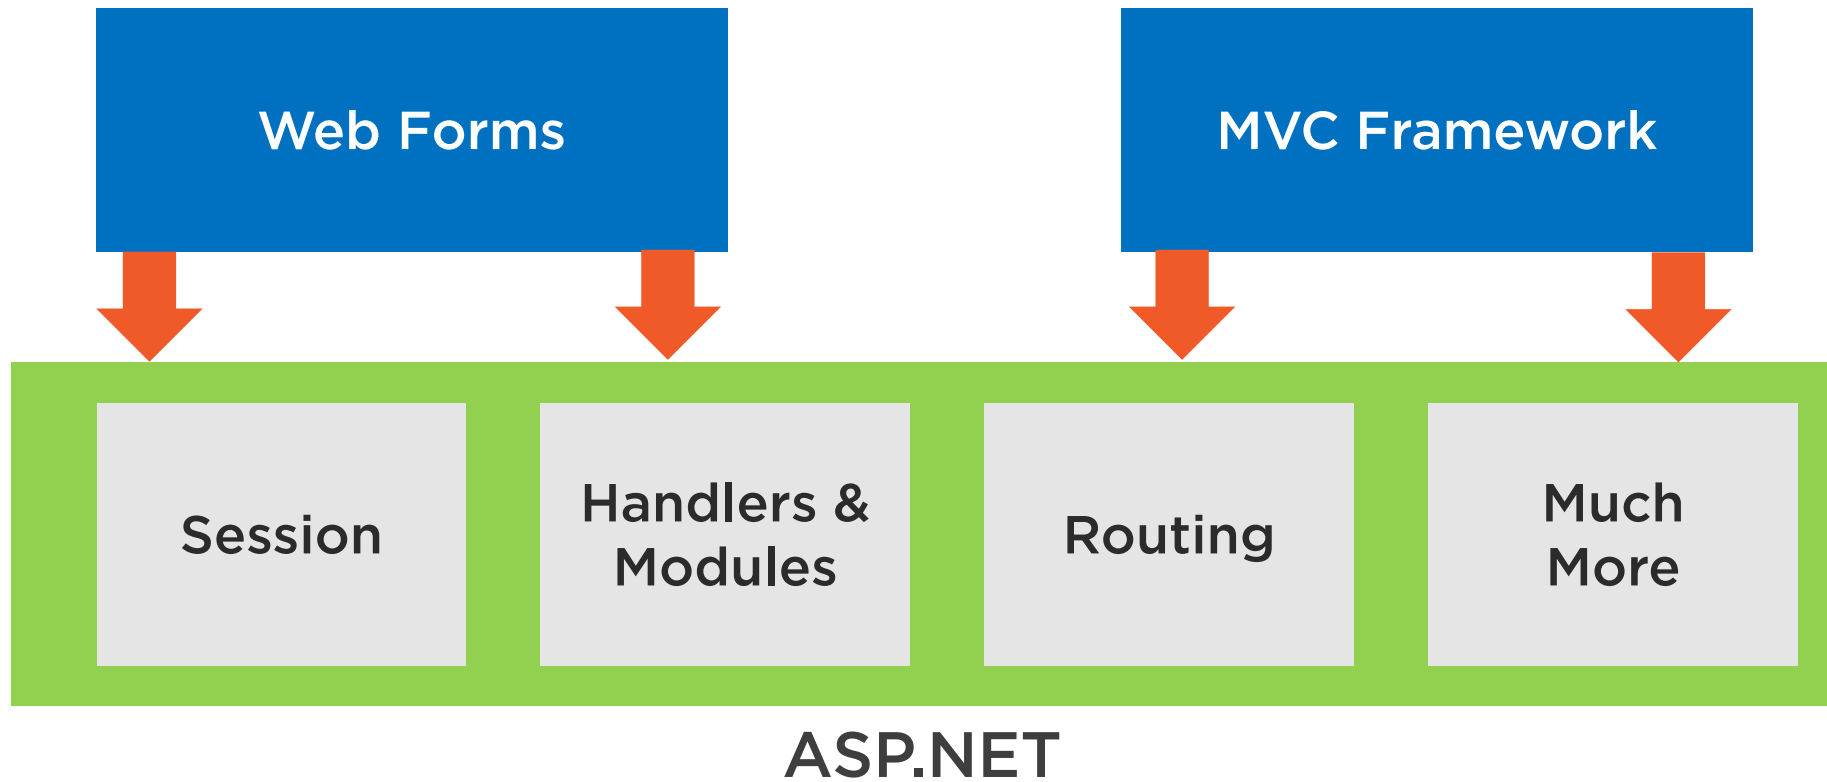 Web Forms
MVC Framework
Session
Handlers &
Modules
Routing
Much
More
ASP.NET